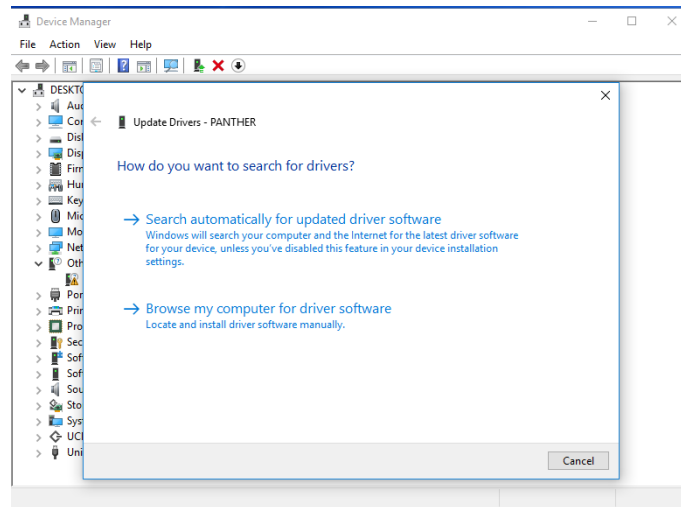 Device Manager
File Action View Help
DESKTO
Aud
Cor
Disl
Disp
Firr
Hur
Key
Mic
Mo
Net
Oth
Por
Prir
Pro
Sec
Sof
Sof
Sou
Sto
Sys
UCI
Uni
Update Drivers - PANTHER
How do you want to search for drivers?
Search automatically for updated driver software
Windows will search your computer and the Internet for the latest driver software
for your device, unless you've disabled this feature in your device installation
settings.
Browse my computer for driver software
Locate and install driver software manually.
Cancel